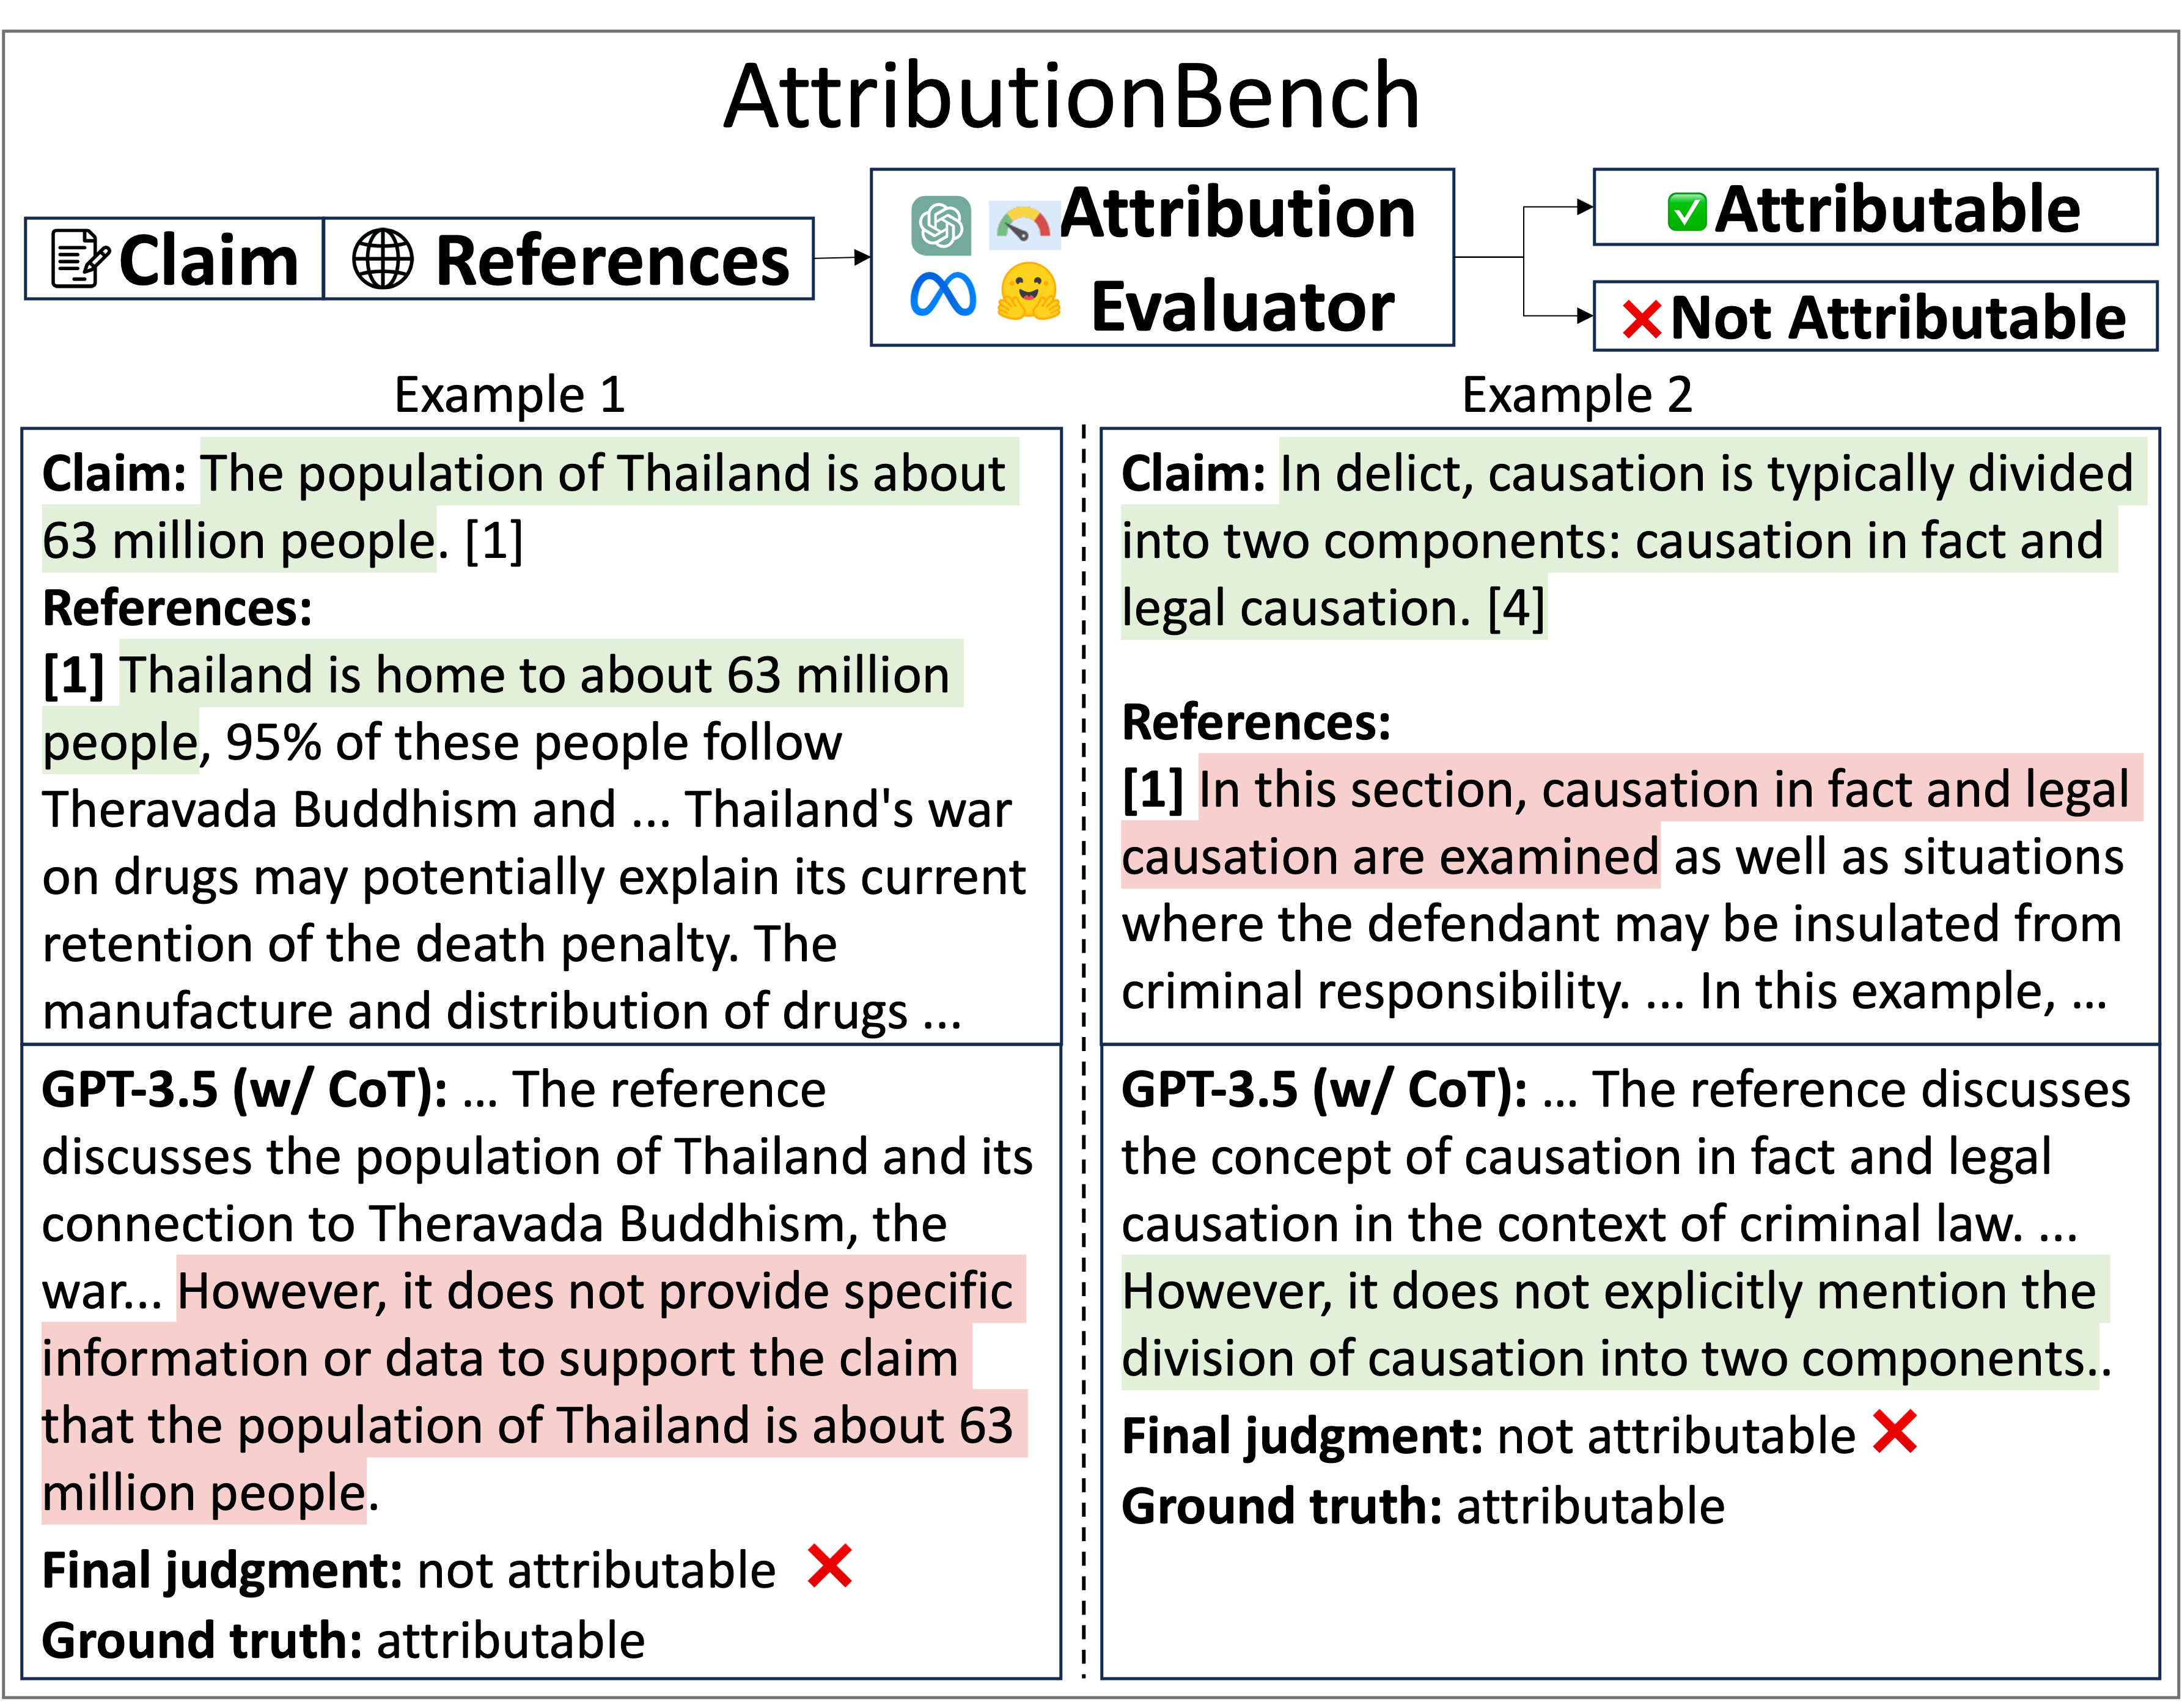 AttributionBench
Claim
References
Attribution
Evaluator
Attributable
Not Attributable
Example 1
Claim: The population of Thailand is about
63 million people. [1]
References:
[1] Thailand is home to about 63 million
people, 95% of these people follow
Theravada Buddhism and ... Thailand's war
on drugs may potentially explain its current
retention of the death penalty. The
manufacture and distribution of drugs ...
GPT-3.5 (w/ CoT): ... The reference
discusses the population of Thailand and its
connection to Theravada Buddhism, the
war... However, it does not provide specific
information or data to support the claim
that the population of Thailand is about 63
million people.
Final judgment: not attributable
Ground truth: attributable
Example 2
Claim: In delict, causation is typically divided
into two components: causation in fact and
legal causation. [4]
References:
[1] In this section, causation in fact and legal
causation are examined as well as situations
where the defendant may be insulated from
criminal responsibility. ... In this example, ...
GPT-3.5 (w/ CoT): ... The reference discusses
the concept of causation in fact and legal
causation in the context of criminal law. ...
However, it does not explicitly mention the
division of causation into two components..
Final judgment: not attributable
Ground truth: attributable